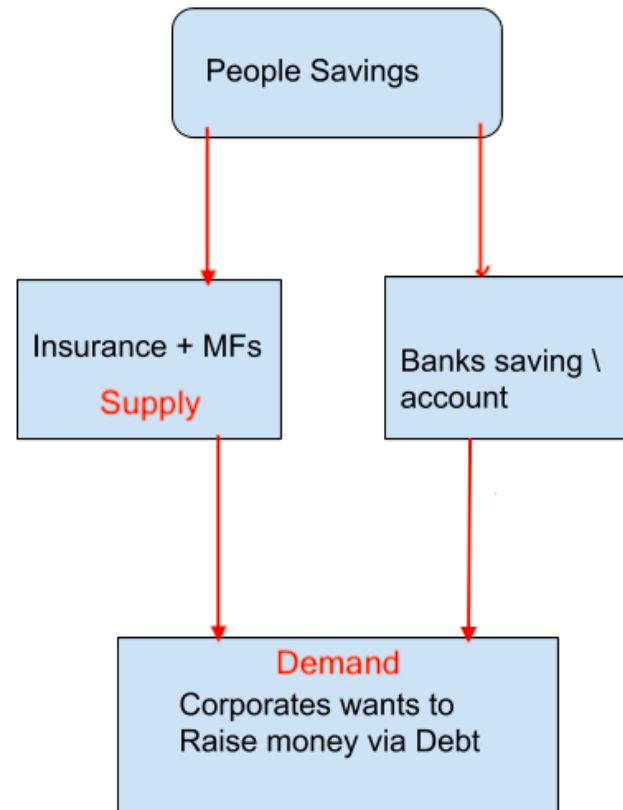 People Savings
Insurance + MFs
Supply
Banks saving \
account
Demand
Corporates wants to
Raise money via Debt